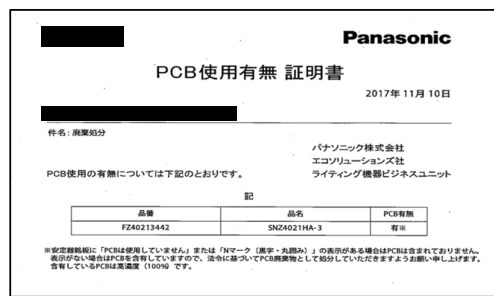 Panasonic
PCB使用有無 証明書
2017年 11月 10日
件名：廃棄処分
パナソニック株式会社
エコソリューションズ社
PCB使用の有無については下記のとおりです。 ライティング機器ビジネスユニット
記
品番 品名 PCB有無
FZ40213442 SNZ4021HA-3 有※
※安定器銘板に「PCBは使用していません」または「Nマーク（黒字・丸囲み）」の表示がある場合はPCBは含まれておりません。
表示がない場合はPCBを含有していますので、法令に基づいてPCB廃棄物として処分していただきますようお願い申し上げます。
含有しているPCBは高濃度（100%）です。